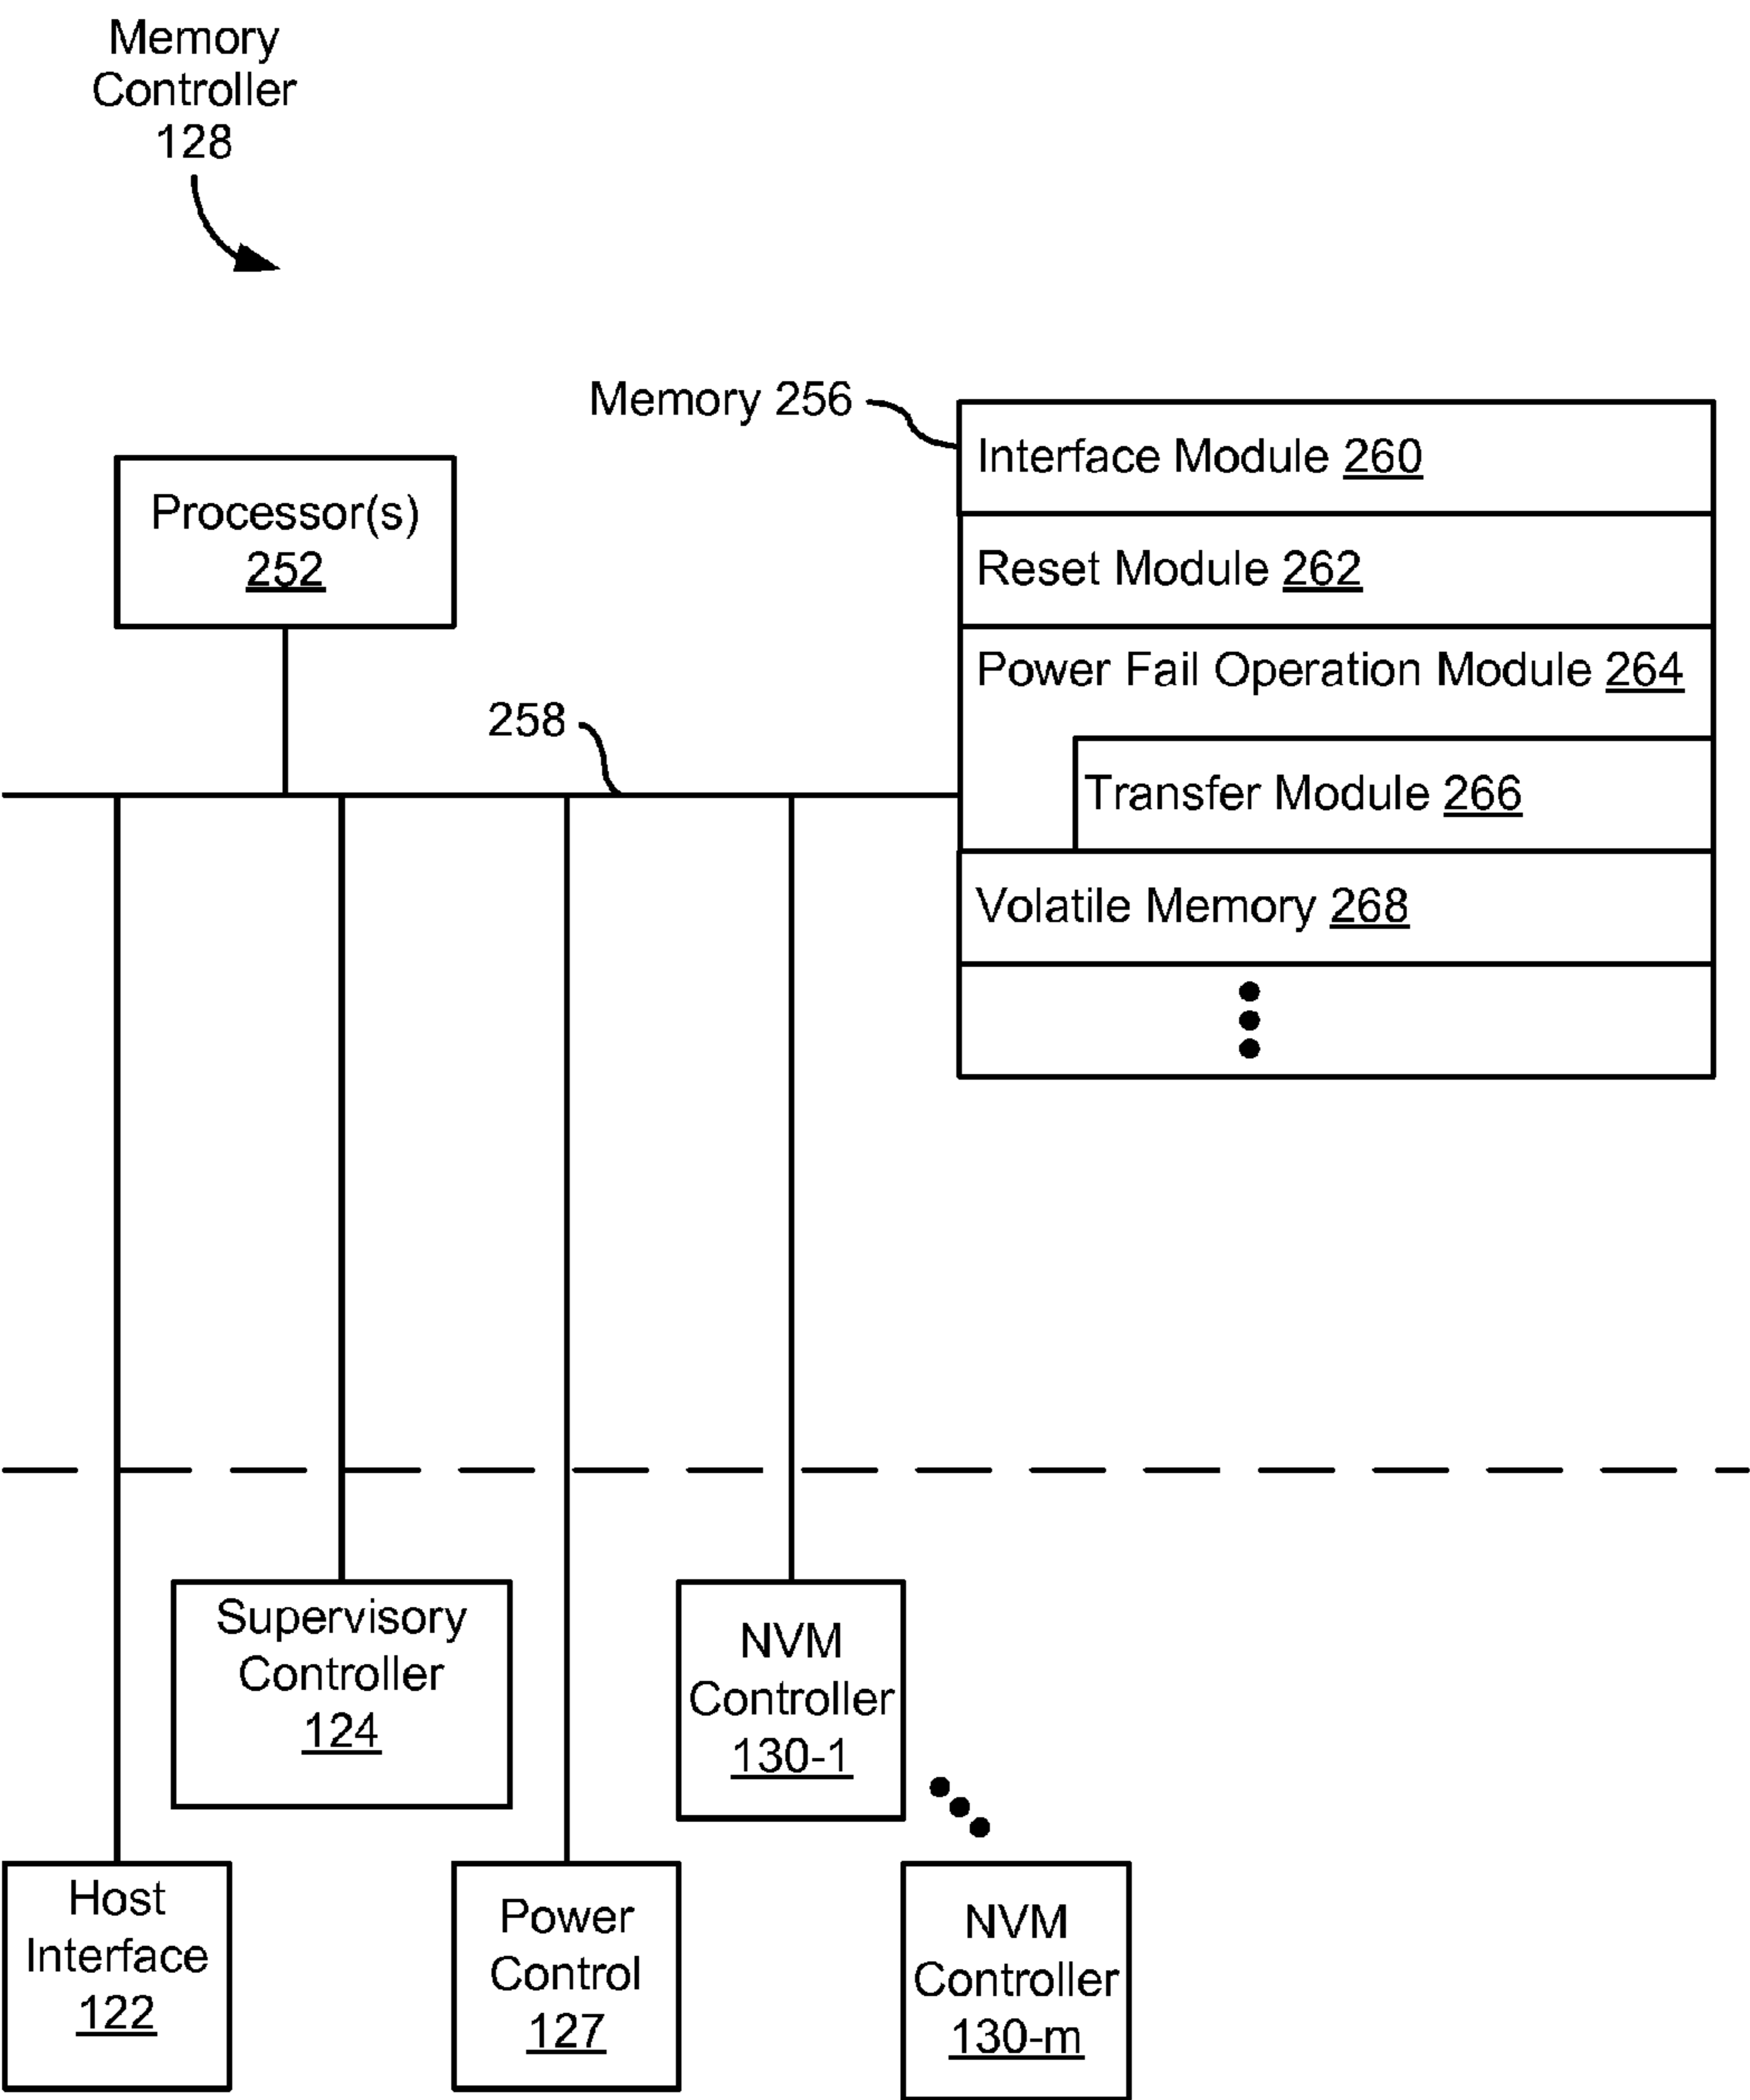 Memory
Controller
128
Memory 256
Interface Module 260
Processor(s)
252
Reset Module 262
Power Fail Operation Module 264
258
Transfer Module 266
Volatile Memory 268
Supervisory
Controller
124
NVM
Controller
130-1
Host
Interface
122
Power
Control
127
NVM
Controller
130-m